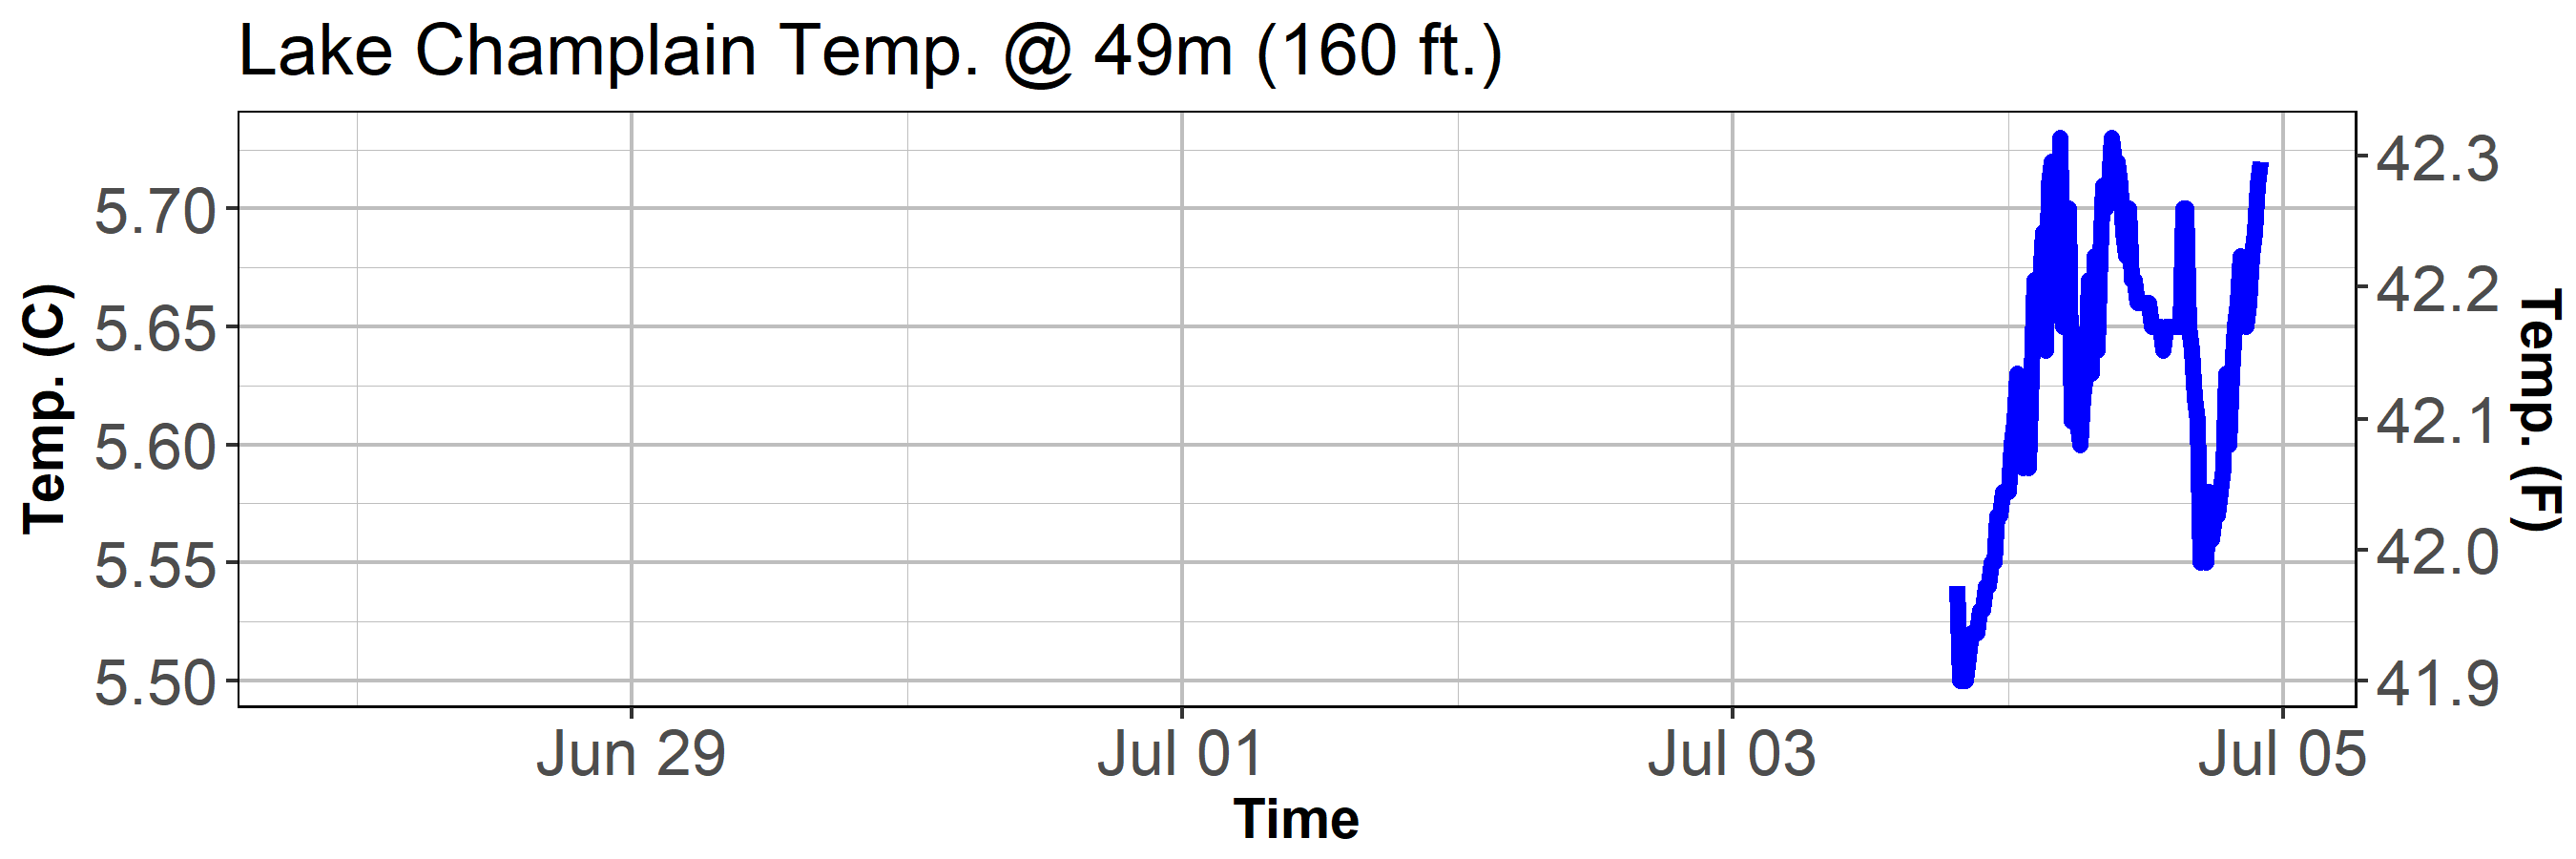 Lake Champlain Temp. @ 49m (160 ft.)
Temp. (C)
5.70
5.65
5.60
5.55
5.50
42.3
42.2
42.1
42.0
41.9
Temp. (F)
Jun 29
Jul 01
Jul 03
Jul 05
Time